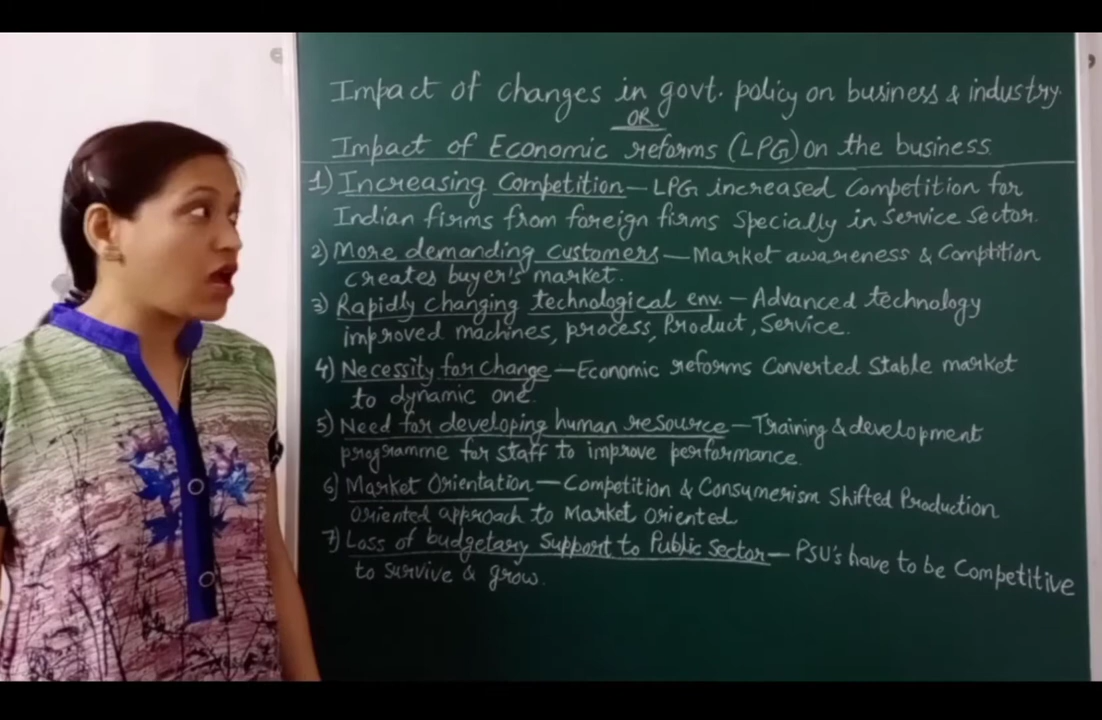 Impact of changes in govt. policy on business & industry.
OR
Impact of Economic reforms (LPG) on the business.
1) Increasing Competition – LPG increased Competition for
Indian firms from foreign firms Specially in Service Sector.
2) More demanding customers – Market awareness & Comptition
creates buyer's market.
3) Rapidly Changing technological env. – Advanced technology
improved machines, process, Product, Service.
4) Necessity for change – Economic reforms Converted Stable market
to dynamic one.
5) Need for developing human resource – Training & development
programme for staff to improve performance.
6) Market Orientation – Competition & Consumerism Shifted Production
Oriented approach to Market Oriented
7) Loss of budgetary Support to Public Sector – PSU's have to be Competitive
to survive & grow.